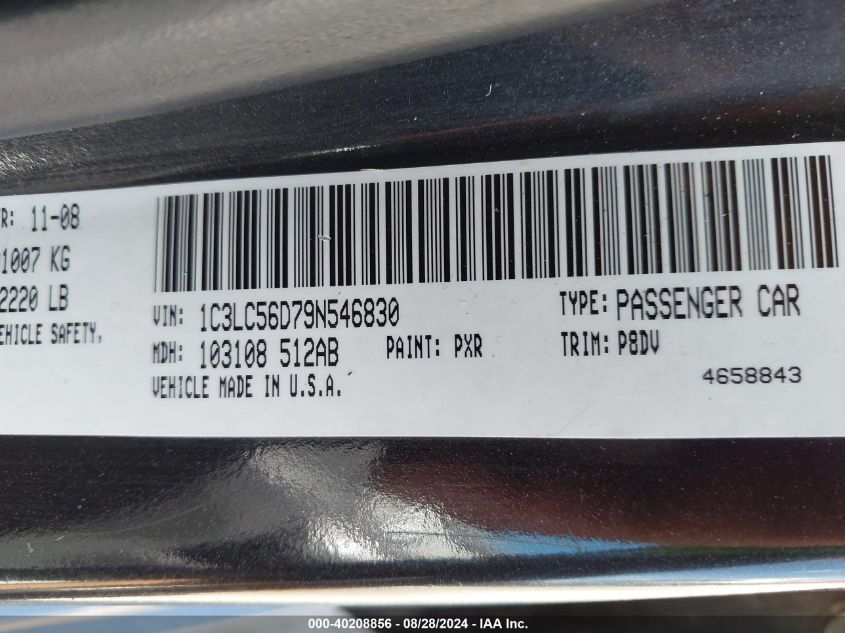 R: 11-08
1007 KG
2220 LB
EHICLE SAFETY,
VIN: 1C3LC56D79N546830
TYPE: PASSENGER CAR
MDH: 103108 512AB
PAINT: PXR
TRIM: P8DV
VEHICLE MADE IN U.S.A.
4658843
000-40208856 - 08/28/2024 - IAA Inc.